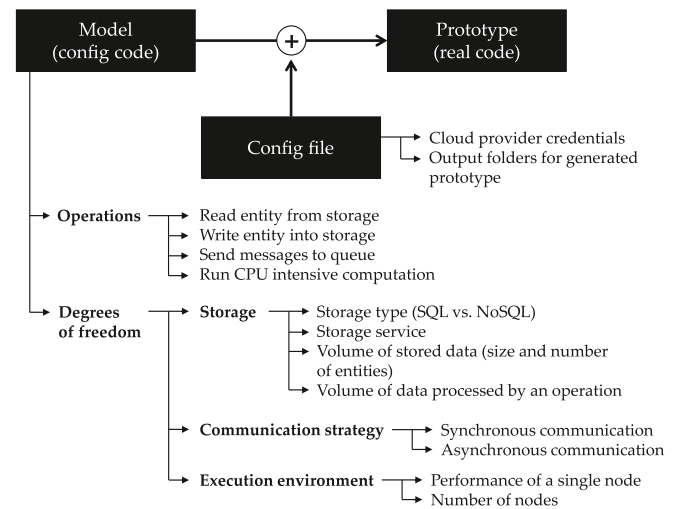 Model
(config code)
+
Prototype
(real code)
Config file
Cloud provider credentials
Output folders for generated
prototype
Operations
Read entity from storage
Write entity into storage
Send messages to queue
Run CPU intensive computation
Degrees
of freedom
Storage
Storage type (SQL vs. NoSQL)
Storage service
Volume of stored data (size and number
of entities)
Volume of data processed by an operation
Communication strategy
Synchronous communication
Asynchronous communication
Execution environment
Performance of a single node
Number of nodes